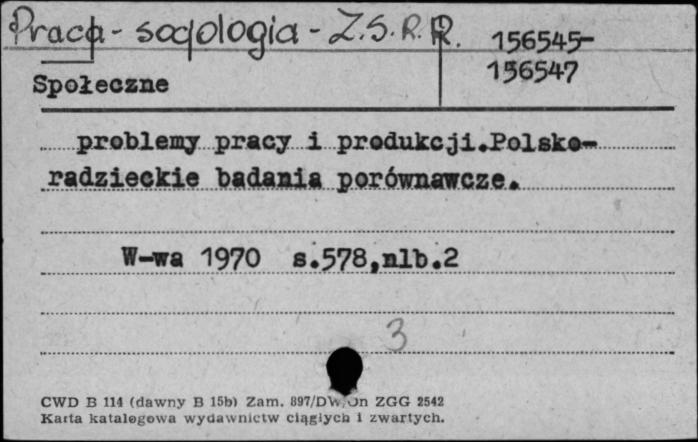 Praca - socjologia - Z.S.R.R.
156545-
156547
Społeczne
problemy pracy i produkcji.Polsko-
radzieckie badania porównawcze.
W-wa 1970 s.578,nlb.2
3
CWD B 114 (dawny B 15b) Zam. 897/DW/On ZGG 2542
Karta katalogowa wydawnictw ciągłych i zwartych.